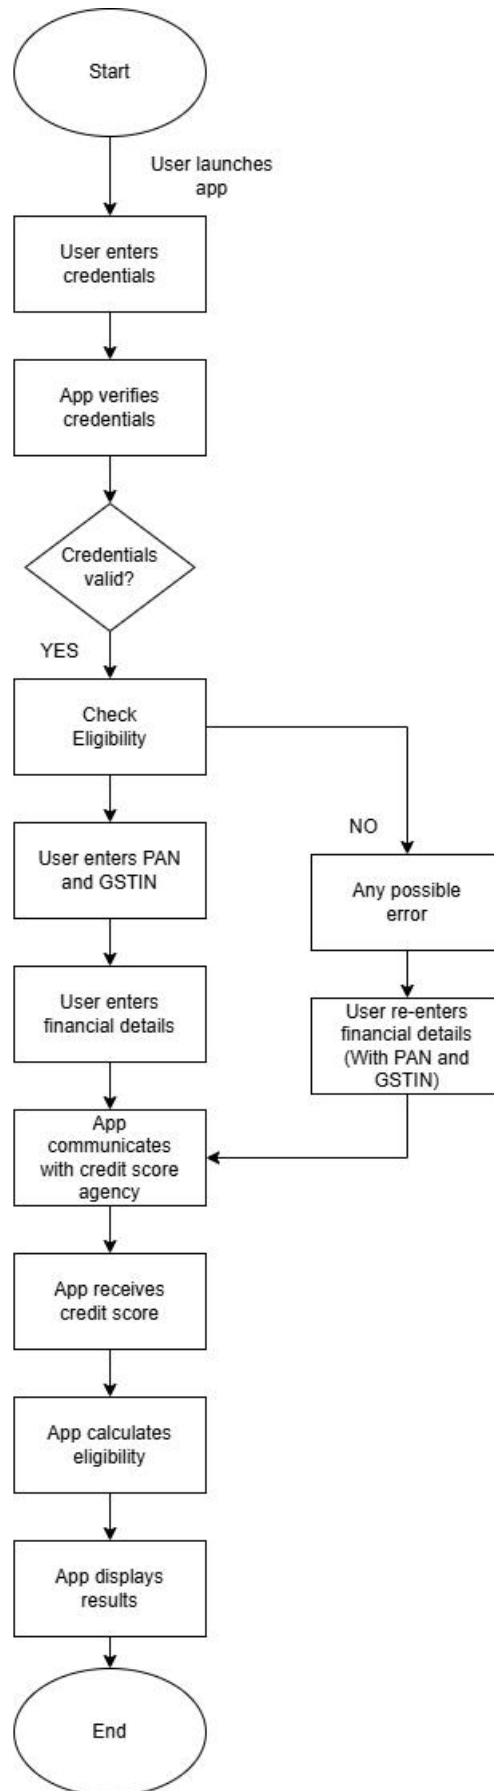 Start
User launches
app
User enters
credentials
App verifies
credentials
Credentials
valid?
YES
Check
Eligibility
NO
User enters PAN
and GSTIN
Any possible
error
User enters
financial details
User re-enters
financial details
(With PAN and
GSTIN)
App
communicates
with credit score
agency
App receives
credit score
App calculates
eligibility
App displays
results
End